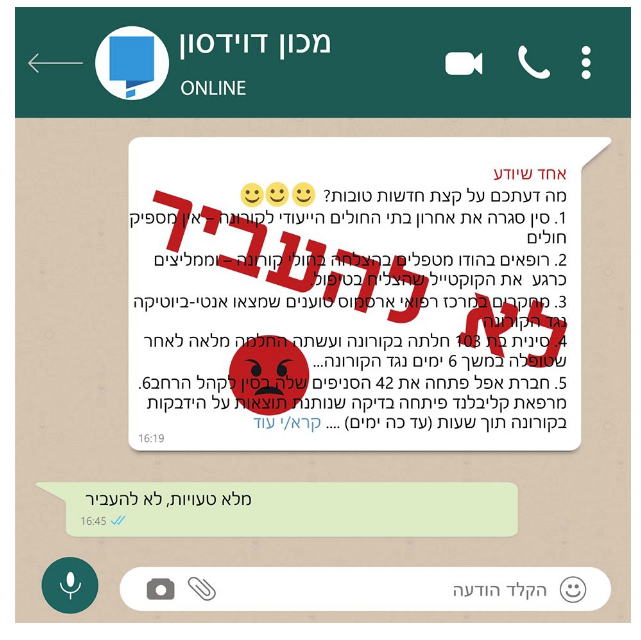 מכון דוידסון
ONLINE
אחד שיודע
מה דעתכם על קצת חדשות טובות?
1. סין סגרה את אחרון בתי החולים הייעודי לקורונה – אין מספיק
חולים
2. רופאים בהודו מטפלים בהצלחה בחולי קורונה – וממליצים
כרגע את הקוקטייל שהצליח בטיפול.
3. מחקרים במרכז רפואי ארסמוס טוענים שמצאו אנטי-ביוטיקה
נגד הקורונה
4. סינית בת 103 חלתה בקורונה ועשתה החלמה מלאה לאחר
שטופלה במשך 6 ימים נגד הקורונה...
5. חברת אפל פתחה את 42 הסניפים שלה בסין לקהל הרחב6.
מרפאת קליבלנד פיתחה בדיקה שנותנת תוצאות על הידבקות
בקורונה תוך שעות (עד כה ימים) .... קרא/י עוד
16:19
לא להעביר
מלא טעויות, לא להעביר
16:45
הקלד הודעה